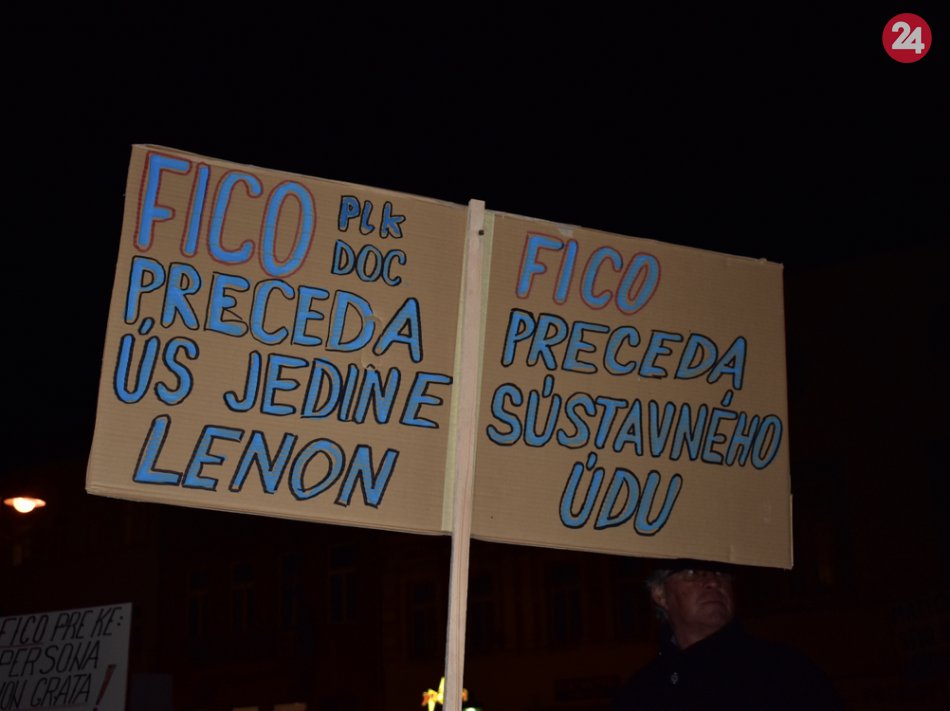 24
FICO PLK
DOC
PRECEDA
ÚS JEDINE
LENON
FICO
PRECEDA
SÚSTAVNÉHO
ÚDU
FICO PRE KE:
PERSONA
NON GRATA!